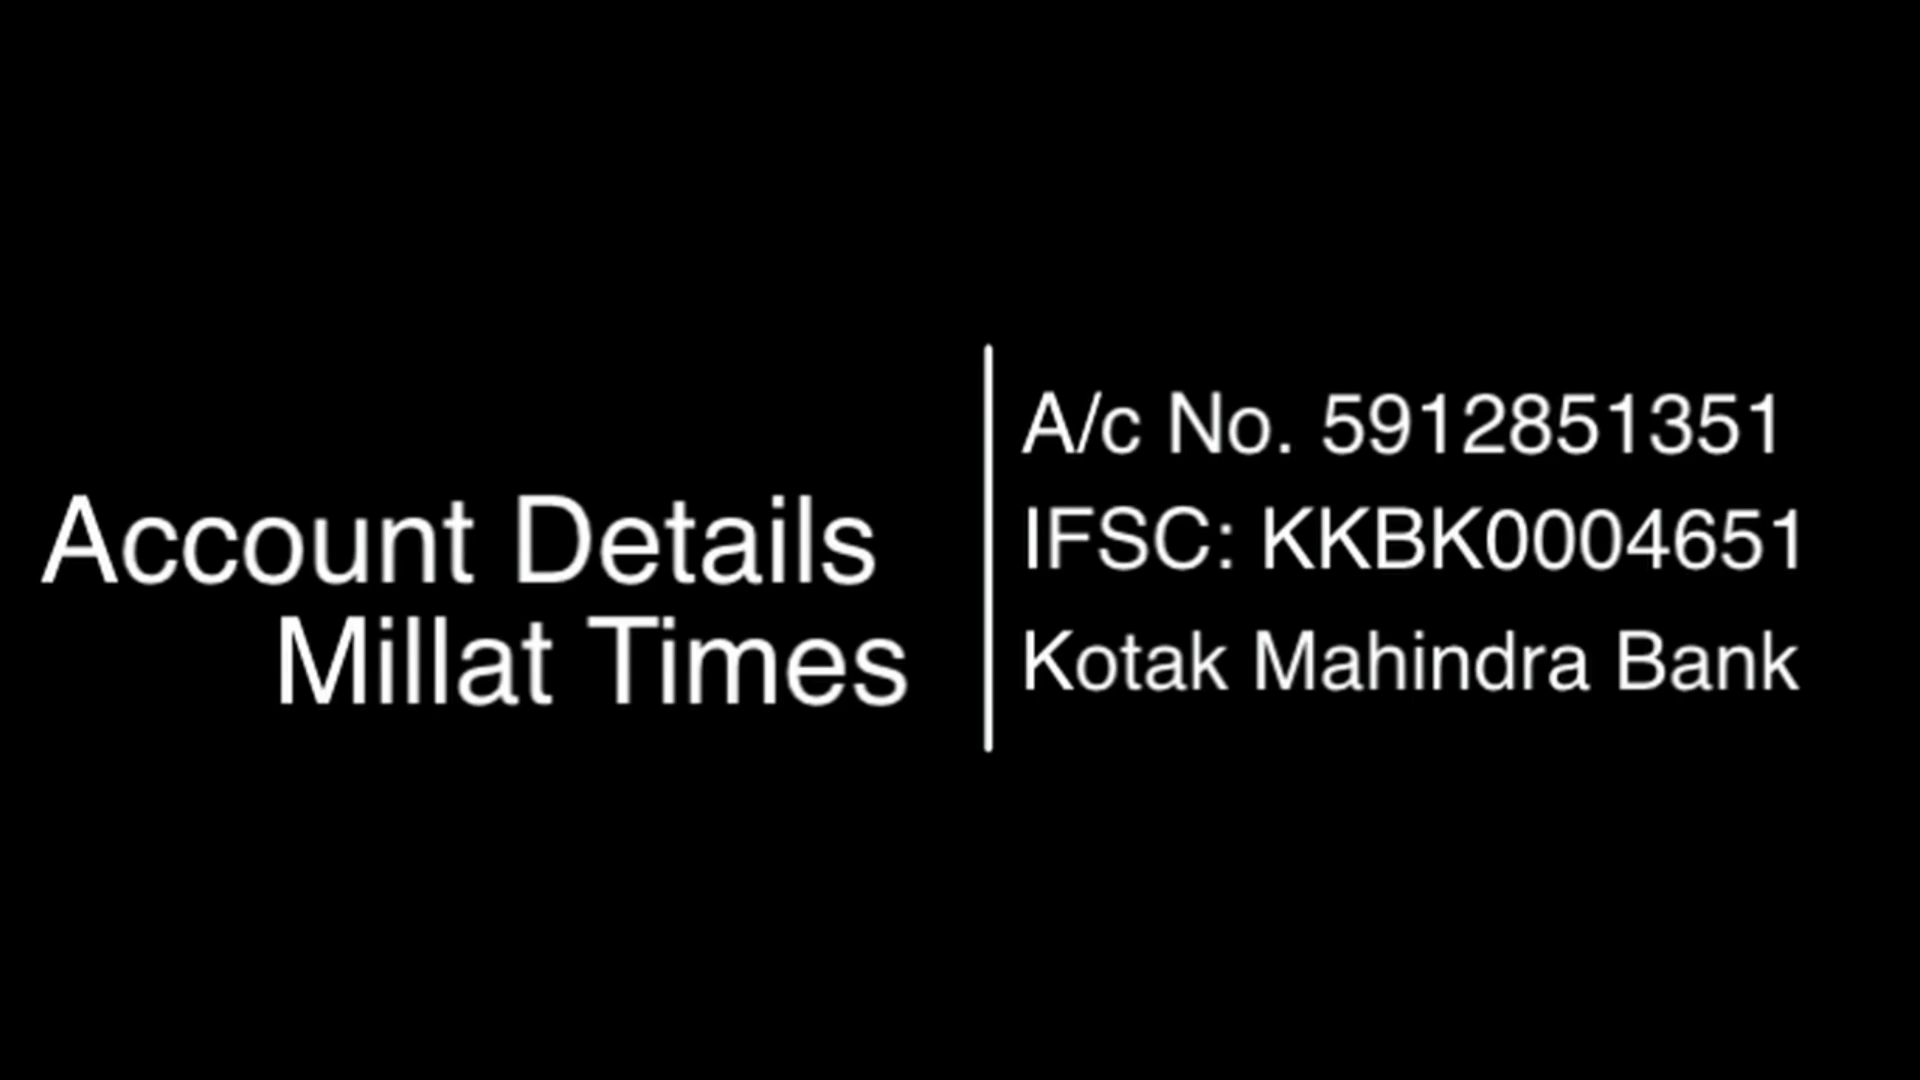 Account Details
Millat Times
A/c No. 5912851351
IFSC: KKBK0004651
Kotak Mahindra Bank